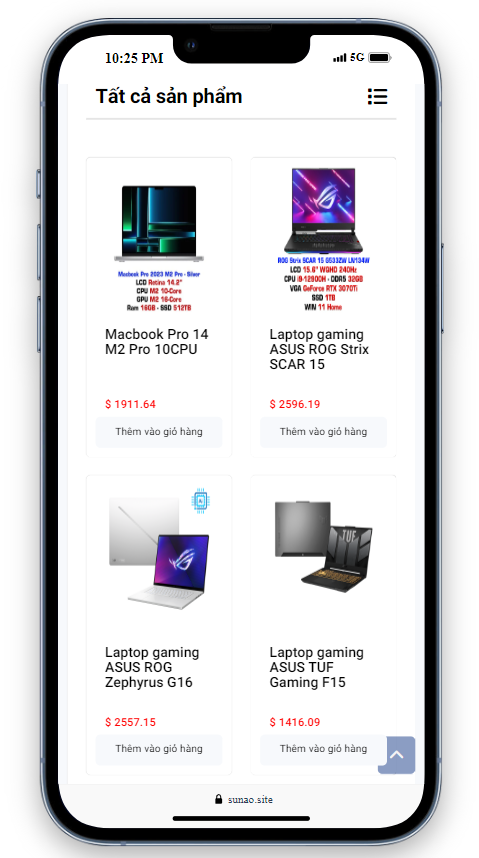 10:25 PM
5G
Tất cả sản phẩm
Macbook Pro 2023 M2 Pro - Silver
LCD Retina 14.2"
CPU M2 10-Core
GPU M2 16-Core
Ram 16GB - SSD 512TB
Macbook Pro 14
M2 Pro 10CPU
$ 1911.64
Thêm vào giỏ hàng
ROG Strix SCAR 15 G533ZW LN134W
LCD 15.6" WQHD 240Hz
CPU i9-12900H - DDR5 32GB
VGA GeForce RTX 3070Ti
SSD 1TB
WIN 11 Home
Laptop gaming
ASUS ROG Strix
SCAR 15
$ 2596.19
Thêm vào giỏ hàng
AI
Laptop gaming
ASUS ROG
Zephyrus G16
$ 2557.15
Thêm vào giỏ hàng
TUF
Laptop gaming
ASUS TUF
Gaming F15
$ 1416.09
Thêm vào giỏ hàng
sunao.site